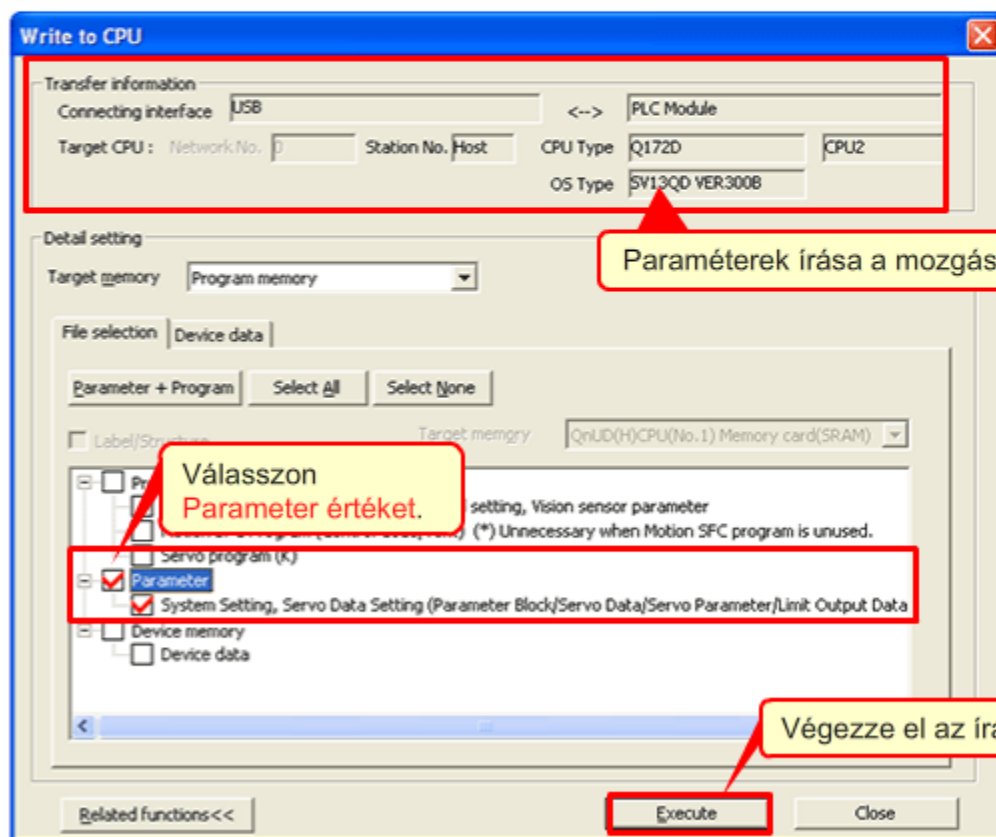 Write to CPU
Transfer information
Connecting interface USB <--> PLC Module
Target CPU : Network No. 0 Station No. Host CPU Type Q172D CPU2
OS Type SV13QD VER300B
Detail setting
Paraméterek írása a mozgás
Target memory Program memory
File selection Device data
Parameter + Program Select All Select None
Label/Structure Target memory QnUD(H)CPU(No.1) Memory card(SRAM)
Válasszon
Parameter értéket.
setting, Vision sensor parameter
(*) Unnecessary when Motion SFC program is unused.
Servo program (K)
Parameter
System Setting, Servo Data Setting (Parameter Block/Servo Data/Servo Parameter/Limit Output Data
Device memory
Device data
Végezze el az íra
Related functions<< Execute Close